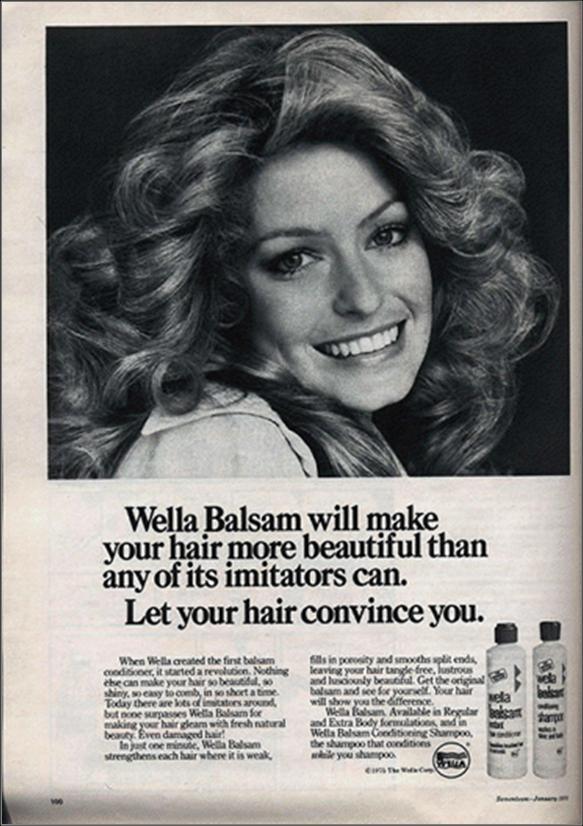 Wella Balsam will make
your hair more beautiful than
any of its imitators can.
Let your hair convince you.
When Wella created the first balsam
conditioner, it started a revolution. Nothing
else can make your hair so beautiful, so
shiny, so easy to comb, in so short a time.
Today there are lots of imitators around,
but none surpasses Wella Balsam for
making your hair gleam with fresh natural
beauty. Even damaged hair!
In just one minute, Wella Balsam
strengthens each hair where it is weak,
fills in porosity and smooths split ends,
leaving your hair tangle-free, lustrous
and lusciously beautiful. Get the original
balsam and see for yourself. Your hair
will show you the difference.
Wella Balsam. Available in Regular
and Extra Body formulations, and in
Wella Balsam Conditioning Shampoo,
the shampoo that conditions
while you shampoo.
The Wella Corp.
WELLA
wella
balsam
instant
hair conditioner
wella
balsam
conditioning
shampoo
100
Seventeen—January